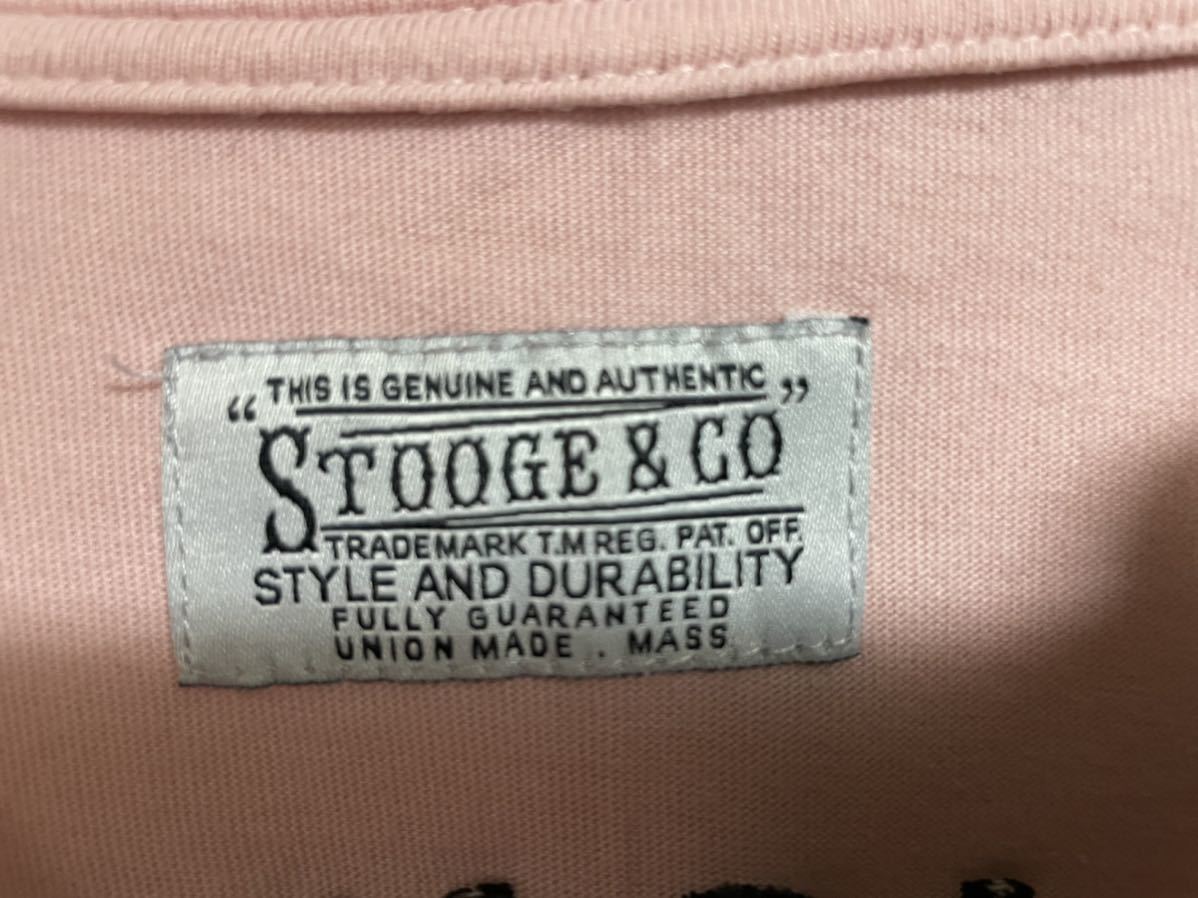 “THIS IS GENUINE AND AUTHENTIC”
STOOGE & CO
TRADEMARK T.M REG. PAT. OFF.
STYLE AND DURABILITY
FULLY GUARANTEED
UNION MADE . MASS